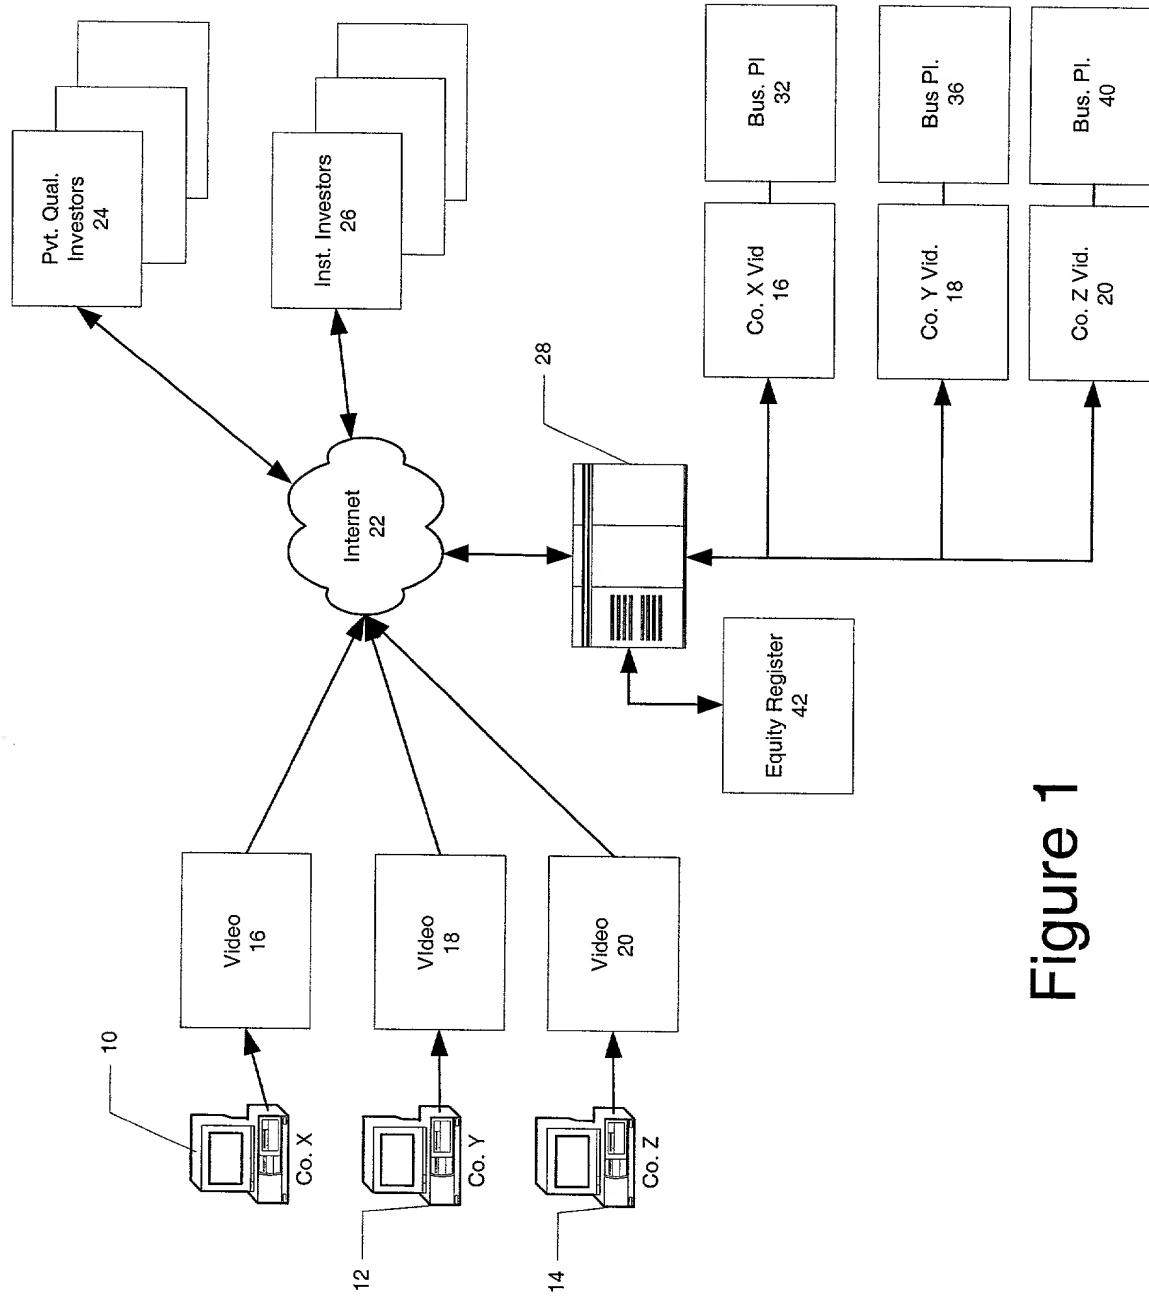 10
Co. X
12
Co. Y
14
Co. Z
Video
16
VIdeo
18
Video
20
Internet
22
Pvt. Qual.
Investors
24
Inst. Investors
26
28
Equity Register
42
Co. X Vid
16
Bus. Pl
32
Co. Y Vid.
18
Bus Pl.
36
Co. Z Vid.
20
Bus. Pl.
40
Figure 1